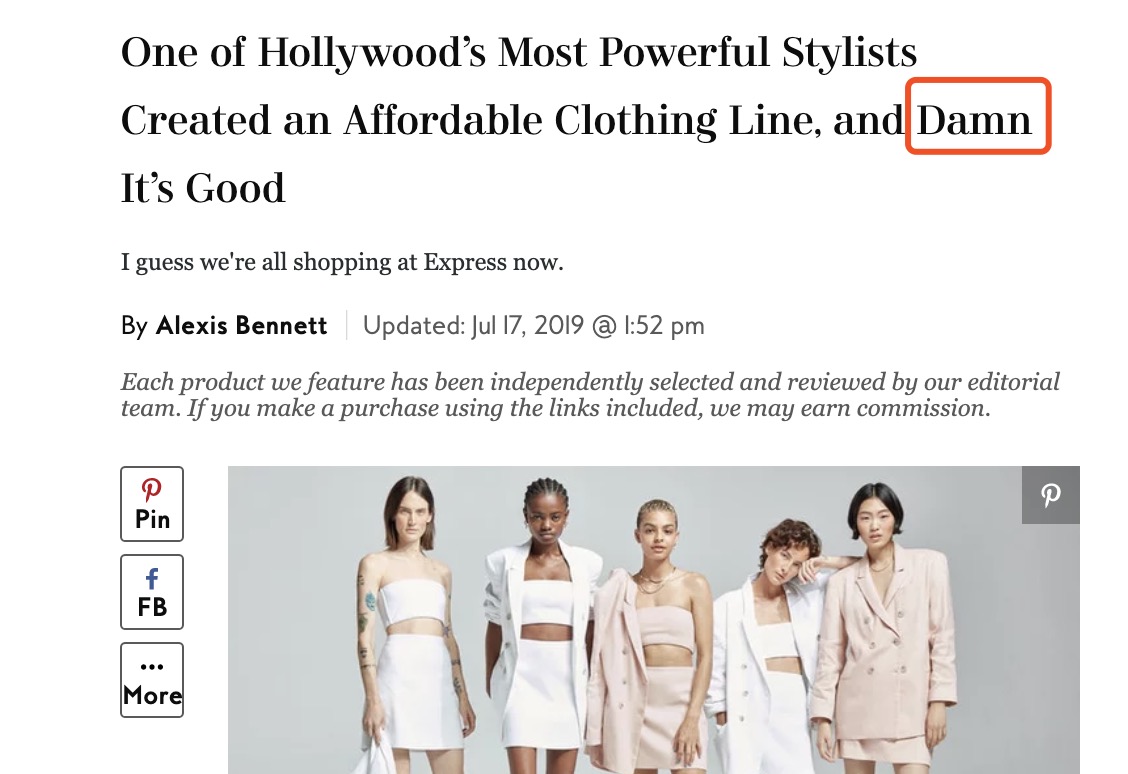 One of Hollywood’s Most Powerful Stylists
Created an Affordable Clothing Line, and Damn
It’s Good
I guess we're all shopping at Express now.
By Alexis Bennett Updated: Jul 17, 2019 @ 1:52 pm
Each product we feature has been independently selected and reviewed by our editorial
team. If you make a purchase using the links included, we may earn commission.
Pin
FB
More